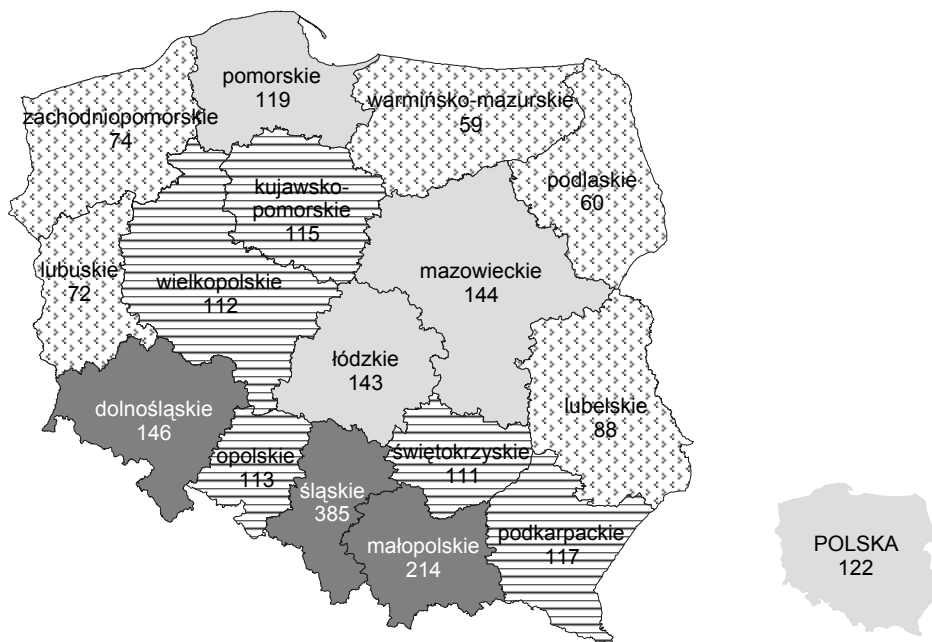 pomorskie
119
warmińsko-mazurskie
59
zachodniopomorskie
74
podlaskie
60
kujawsko-
pomorskie
115
lubuskie
72
wielkopolskie
112
mazowieckie
144
łódzkie
143
dolnośląskie
146
lubelskie
88
opolskie
113
śląskie
385
świętokrzyskie
111
małopolskie
214
podkarpackie
117
POLSKA
122